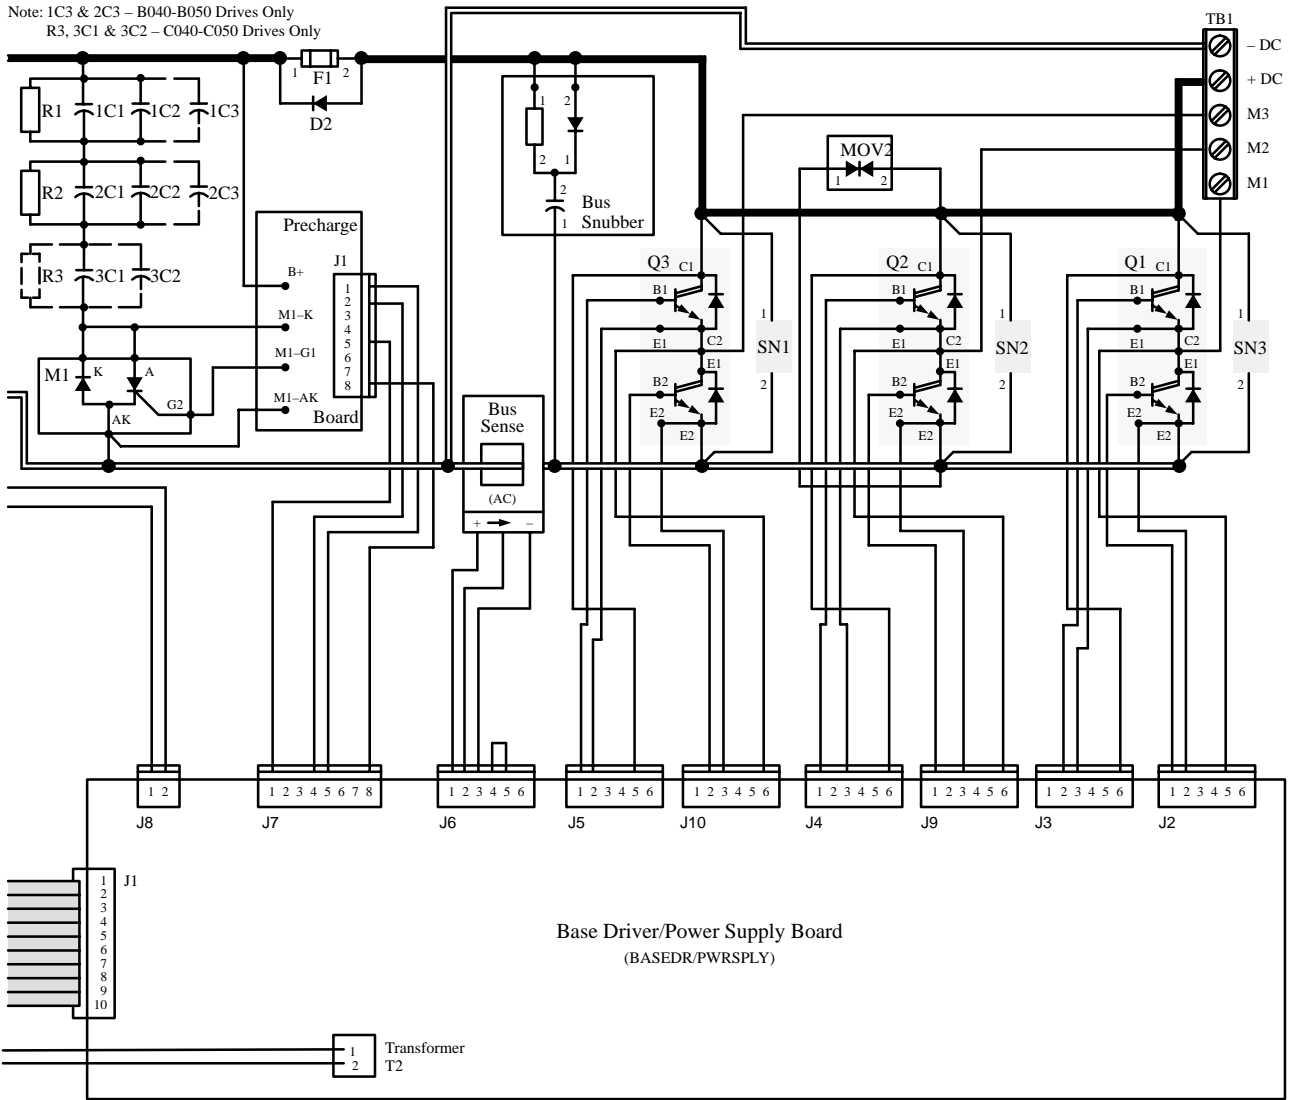 Note: 1C3 & 2C3 – B040-B050 Drives Only
R3, 3C1 & 3C2 – C040-C050 Drives Only
TB1
– DC
+ DC
M3
M2
M1
1 F1 2
D2
R1 1C1 1C2 1C3
R2 2C1 2C2 2C3
R3 3C1 3C2
1 2
2 1
2
1
Bus
Snubber
MOV2
1 2
Precharge
J1
B+
M1–K
M1–G1
M1–AK
Board
1
2
3
4
5
6
7
8
M1 K A
G2
AK
Bus
Sense
(AC)
+ –
Q3 C1
B1
E1 C2
E1
B2
E2
E2
1
SN1
2
Q2 C1
B1
E1 C2
E1
B2
E2
E2
1
SN2
2
Q1 C1
B1
E1 C2
E1
B2
E2
E2
1
SN3
2
1 2
J8
1 2 3 4 5 6 7 8
J7
1 2 3 4 5 6
J6
1 2 3 4 5 6
J5
1 2 3 4 5 6
J10
1 2 3 4 5 6
J4
1 2 3 4 5 6
J9
1 2 3 4 5 6
J3
1 2 3 4 5 6
J2
J1
1
2
3
4
5
6
7
8
9
10
Base Driver/Power Supply Board
(BASEDR/PWRSPLY)
1 Transformer
2 T2